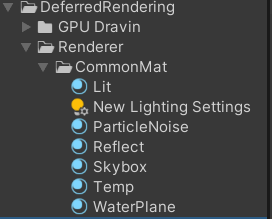 DeferredRendering
GPU Dravin
Renderer
CommonMat
Lit
New Lighting Settings
ParticleNoise
Reflect
Skybox
Temp
WaterPlane